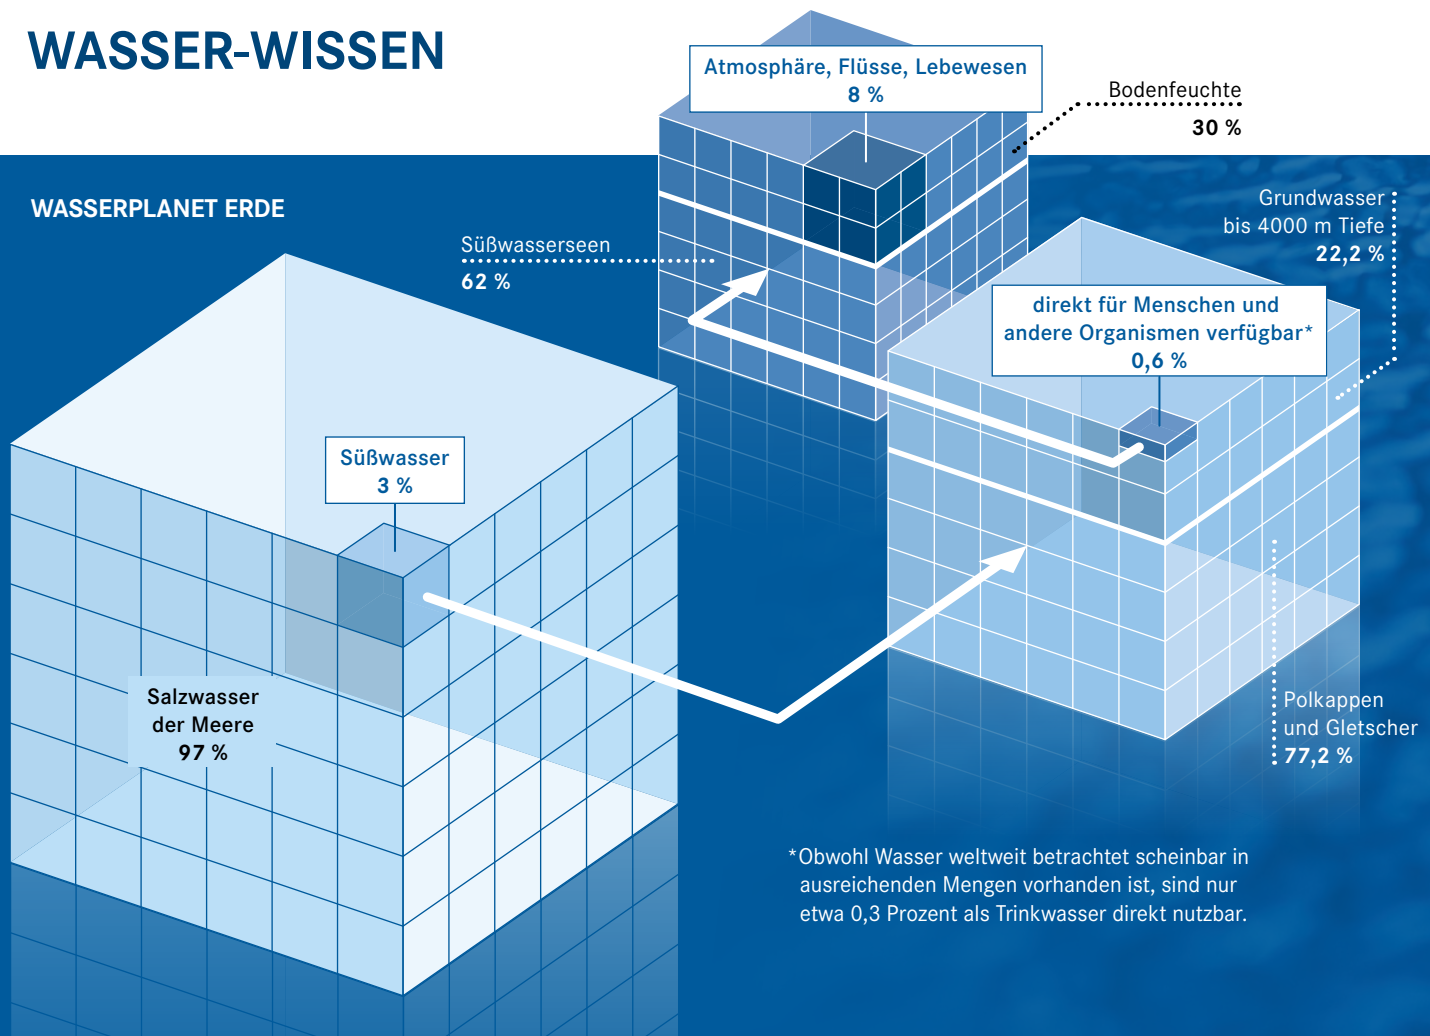 WASSER-WISSEN
Atmosphäre, Flüsse, Lebewesen
8 %
Bodenfeuchte
30 %
WASSERPLANET ERDE
Süßwasserseen
62 %
Grundwasser
bis 4000 m Tiefe
22,2 %
direkt für Menschen und
andere Organismen verfügbar*
0,6 %
Süßwasser
3 %
Salzwasser
der Meere
97 %
Polkappen
und Gletscher
77,2 %
*Obwohl Wasser weltweit betrachtet scheinbar in
ausreichenden Mengen vorhanden ist, sind nur
etwa 0,3 Prozent als Trinkwasser direkt nutzbar.